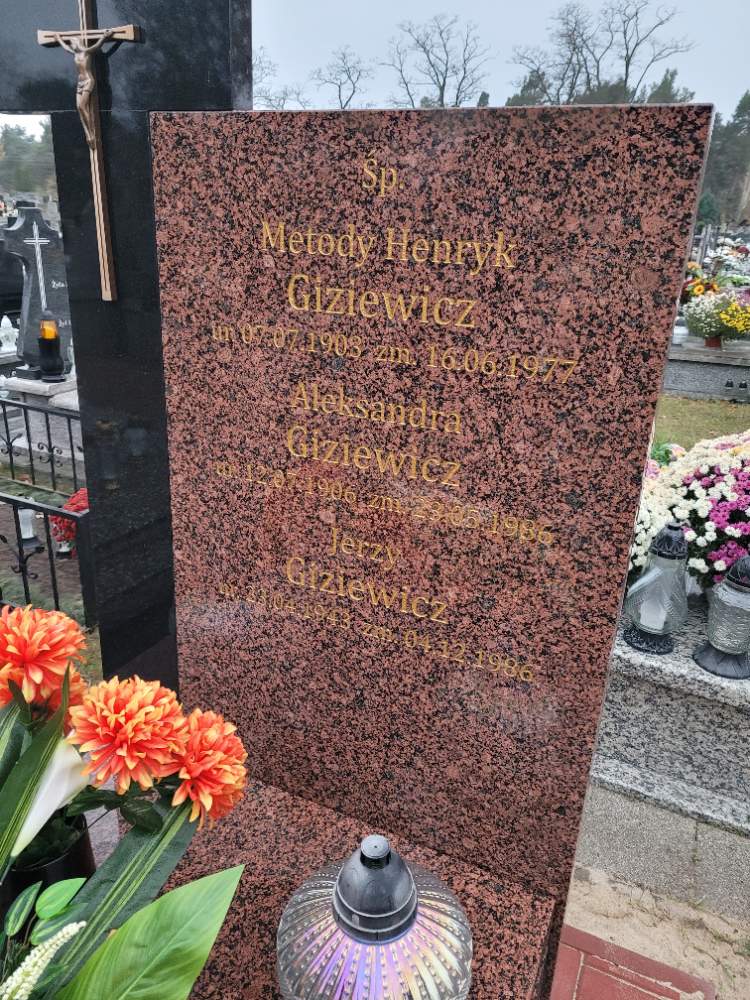 Śp.
Metody Henryk
Giziewicz
ur. 07.07.1903 zm. 16.06.1977
Aleksandra
Giziewicz
ur. 12.07.1906 zm. 23.05.1986
Jerzy
Giziewicz
ur. 23.04.1943 zm. 04.12.1986